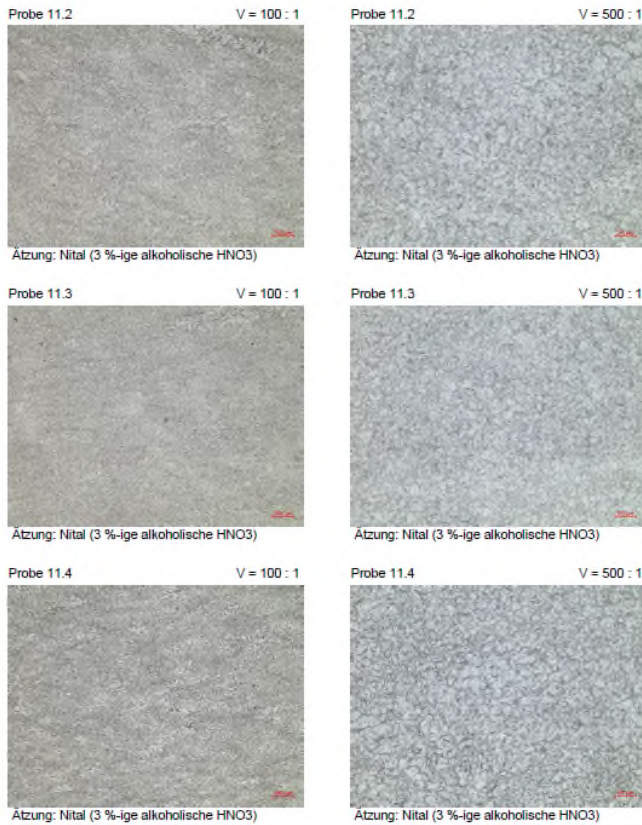 Probe 11.2 V = 100 : 1
Probe 11.2 V = 500 : 1
Ätzung: Nital (3 %-ige alkoholische HNO3)
Ätzung: Nital (3 %-ige alkoholische HNO3)
Probe 11.3 V = 100 : 1
Probe 11.3 V = 500 : 1
Ätzung: Nital (3 %-ige alkoholische HNO3)
Ätzung: Nital (3 %-ige alkoholische HNO3)
Probe 11.4 V = 100 : 1
Probe 11.4 V = 500 : 1
Ätzung: Nital (3 %-ige alkoholische HNO3)
Ätzung: Nital (3 %-ige alkoholische HNO3)